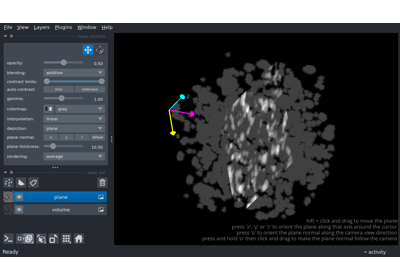 File View Layers Plugins Window Help
layer controls
opacity: 0.50
blending: additive
contrast limits:
auto-contrast: once continuous
gamma: 1.00
colormap: gray
interpolation: linear
depiction: plane
plane normal: x y z oblique
plane thickness: 10.00
rendering: average
layer list
plane
volume
shift + click and drag to move the plane
press 'x', 'y' or 'z' to orient the plane along that axis around the cursor
press 'o' to orient the plane normal along the camera view direction
press and hold 'o' then click and drag to make the plane normal follow the camera
Ready activity